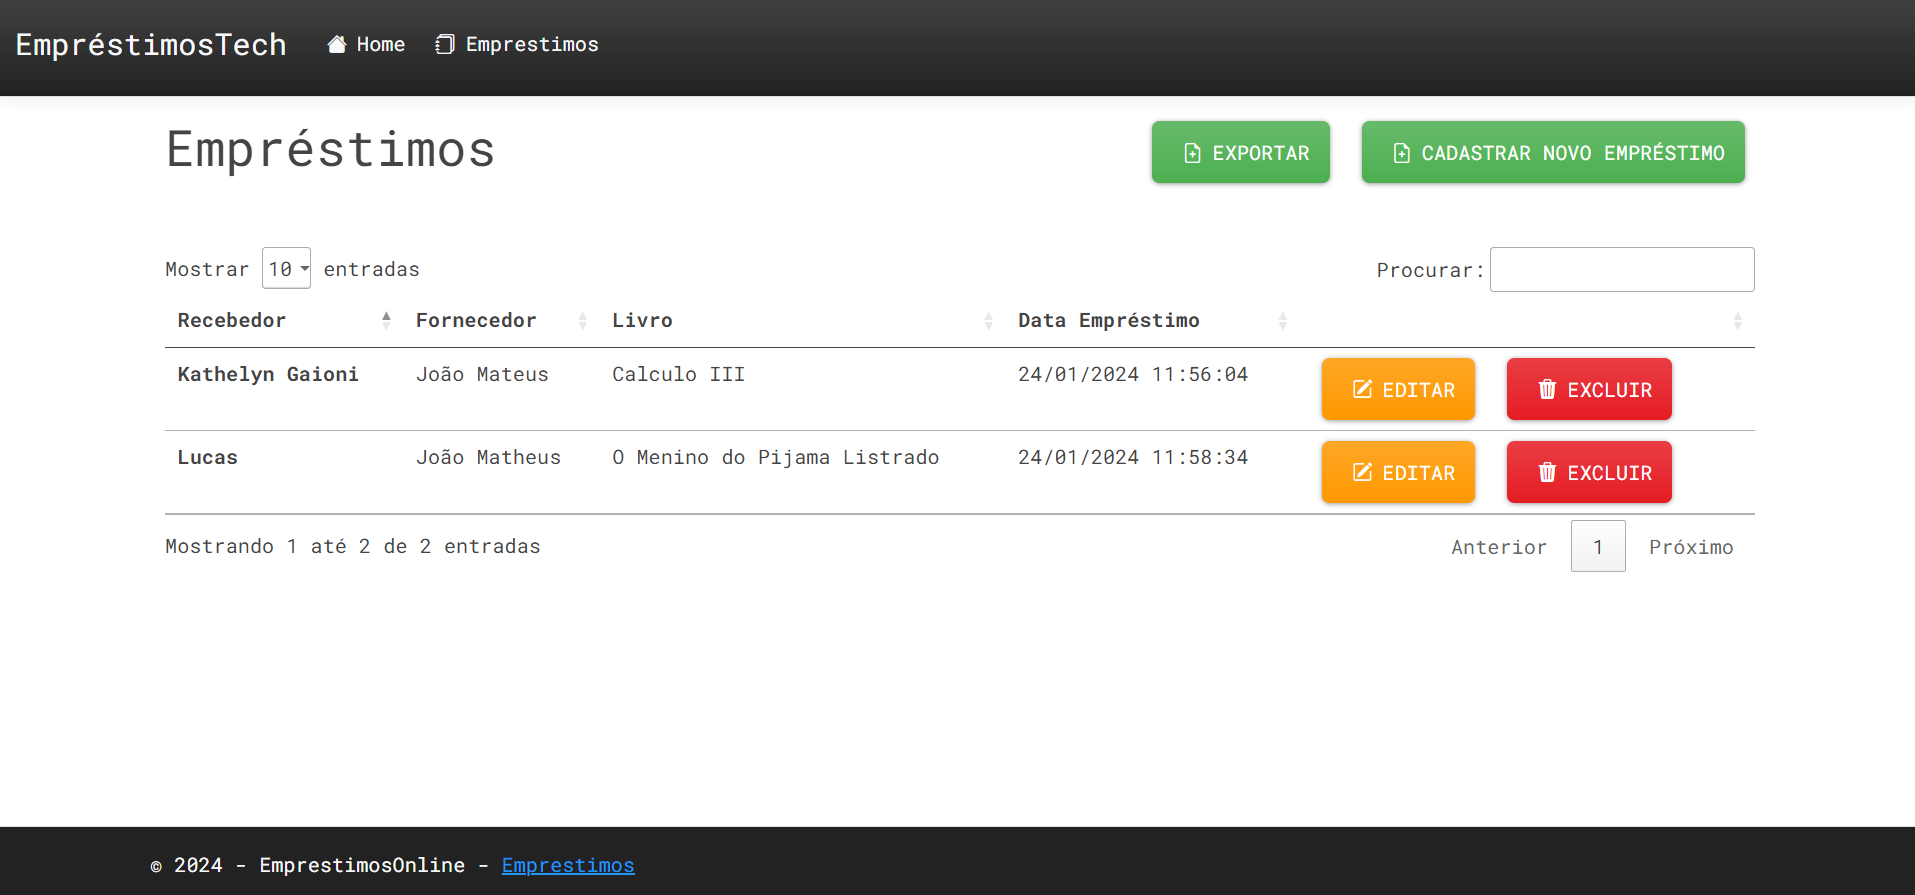 EmpréstimosTech Home Emprestimos
Empréstimos EXPORTAR CADASTRAR NOVO EMPRÉSTIMO
Mostrar 10 entradas Procurar:
Recebedor Fornecedor Livro Data Empréstimo
Kathelyn Gaioni João Mateus Calculo III 24/01/2024 11:56:04 EDITAR EXCLUIR
Lucas João Matheus O Menino do Pijama Listrado 24/01/2024 11:58:34 EDITAR EXCLUIR
Mostrando 1 até 2 de 2 entradas Anterior 1 Próximo
© 2024 - EmprestimosOnline - Emprestimos